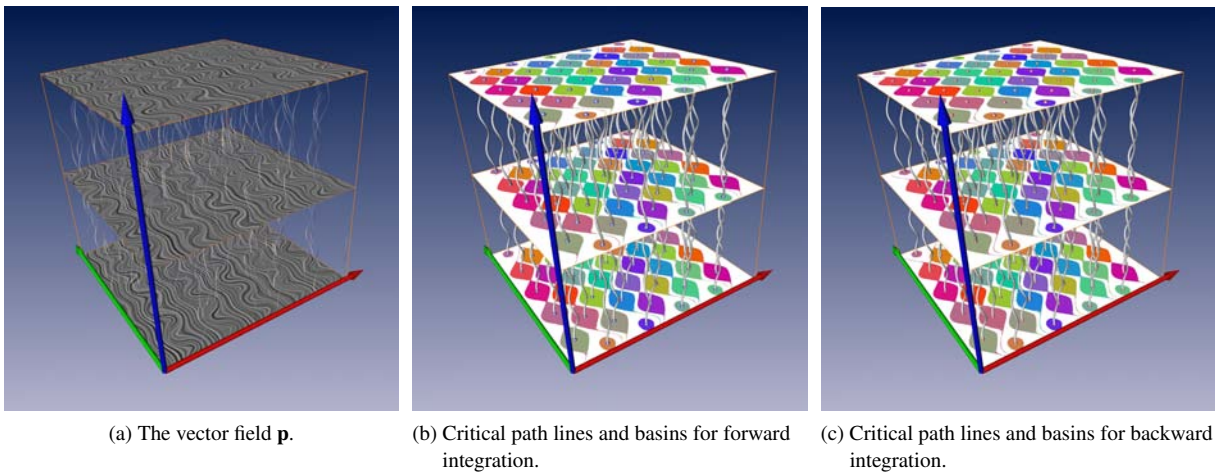 (a) The vector field p.
(b) Critical path lines and basins for forward
integration.
(c) Critical path lines and basins for backward
integration.